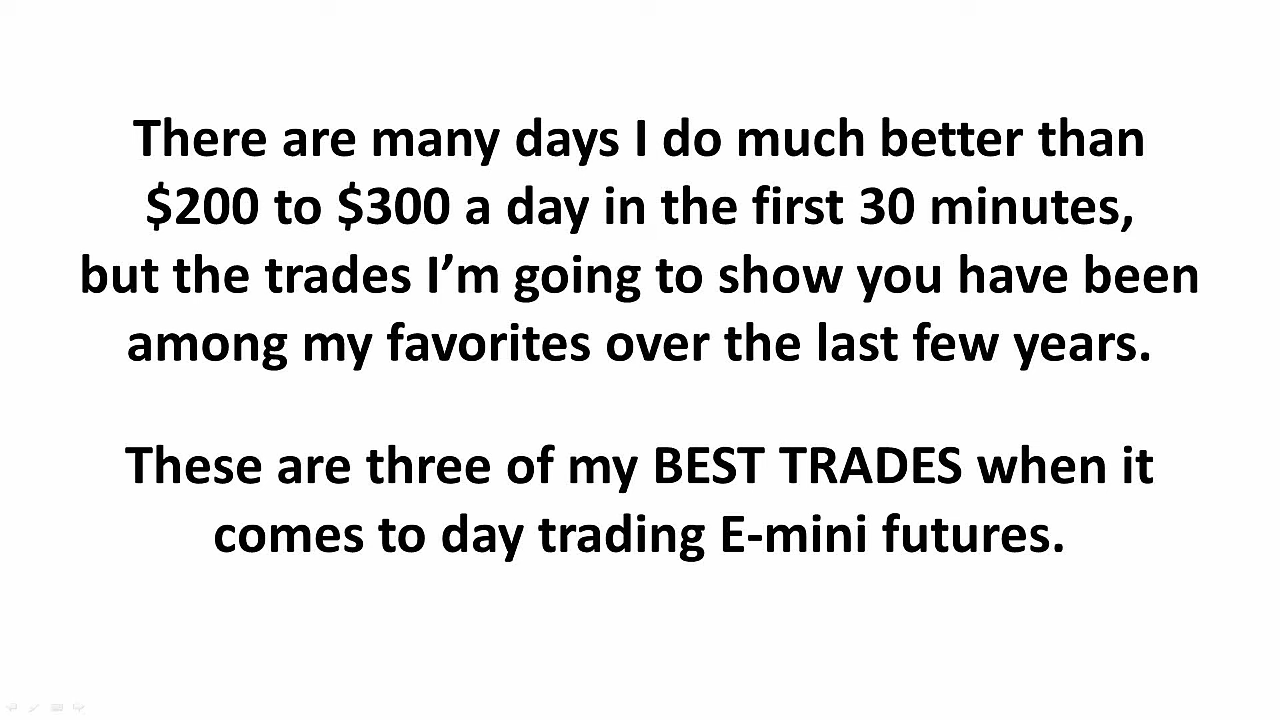 There are many days I do much better than
$200 to $300 a day in the first 30 minutes,
but the trades I’m going to show you have been
among my favorites over the last few years.
These are three of my BEST TRADES when it
comes to day trading E-mini futures.